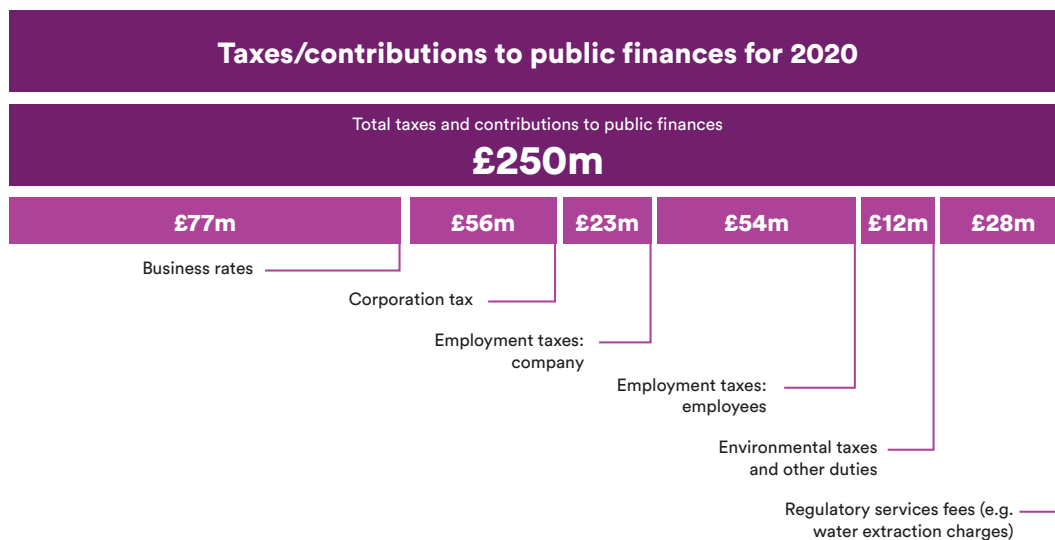 Taxes/contributions to public finances for 2020
Total taxes and contributions to public finances
£250m
£77m
£56m
£23m
£54m
£12m
£28m
Business rates
Corporation tax
Employment taxes:
company
Employment taxes:
employees
Environmental taxes
and other duties
Regulatory services fees (e.g.
water extraction charges)